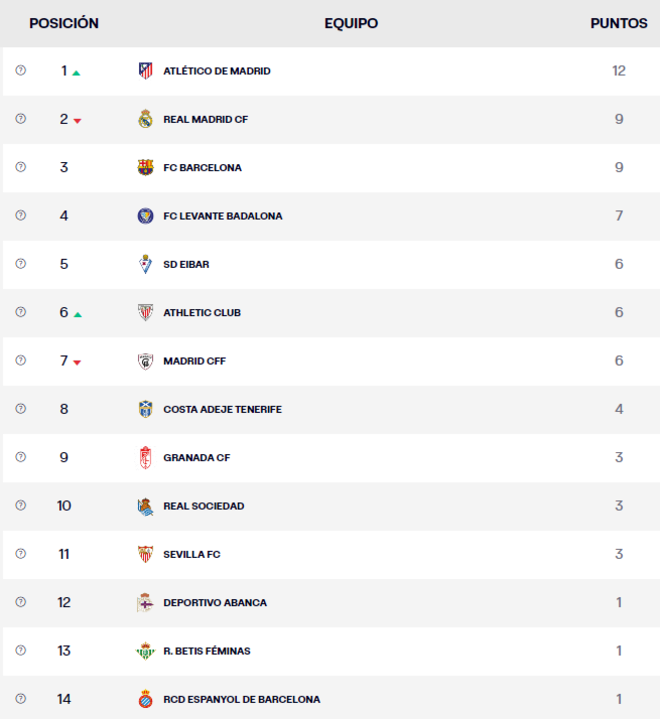 POSICIÓN EQUIPO PUNTOS
1 ATLÉTICO DE MADRID 12
2 REAL MADRID CF 9
3 FC BARCELONA 9
4 FC LEVANTE BADALONA 7
5 SD EIBAR 6
6 ATHLETIC CLUB 6
7 MADRID CFF 6
8 COSTA ADEJE TENERIFE 4
9 GRANADA CF 3
10 REAL SOCIEDAD 3
11 SEVILLA FC 3
12 DEPORTIVO ABANCA 1
13 R. BETIS FÉMINAS 1
14 RCD ESPANYOL DE BARCELONA 1